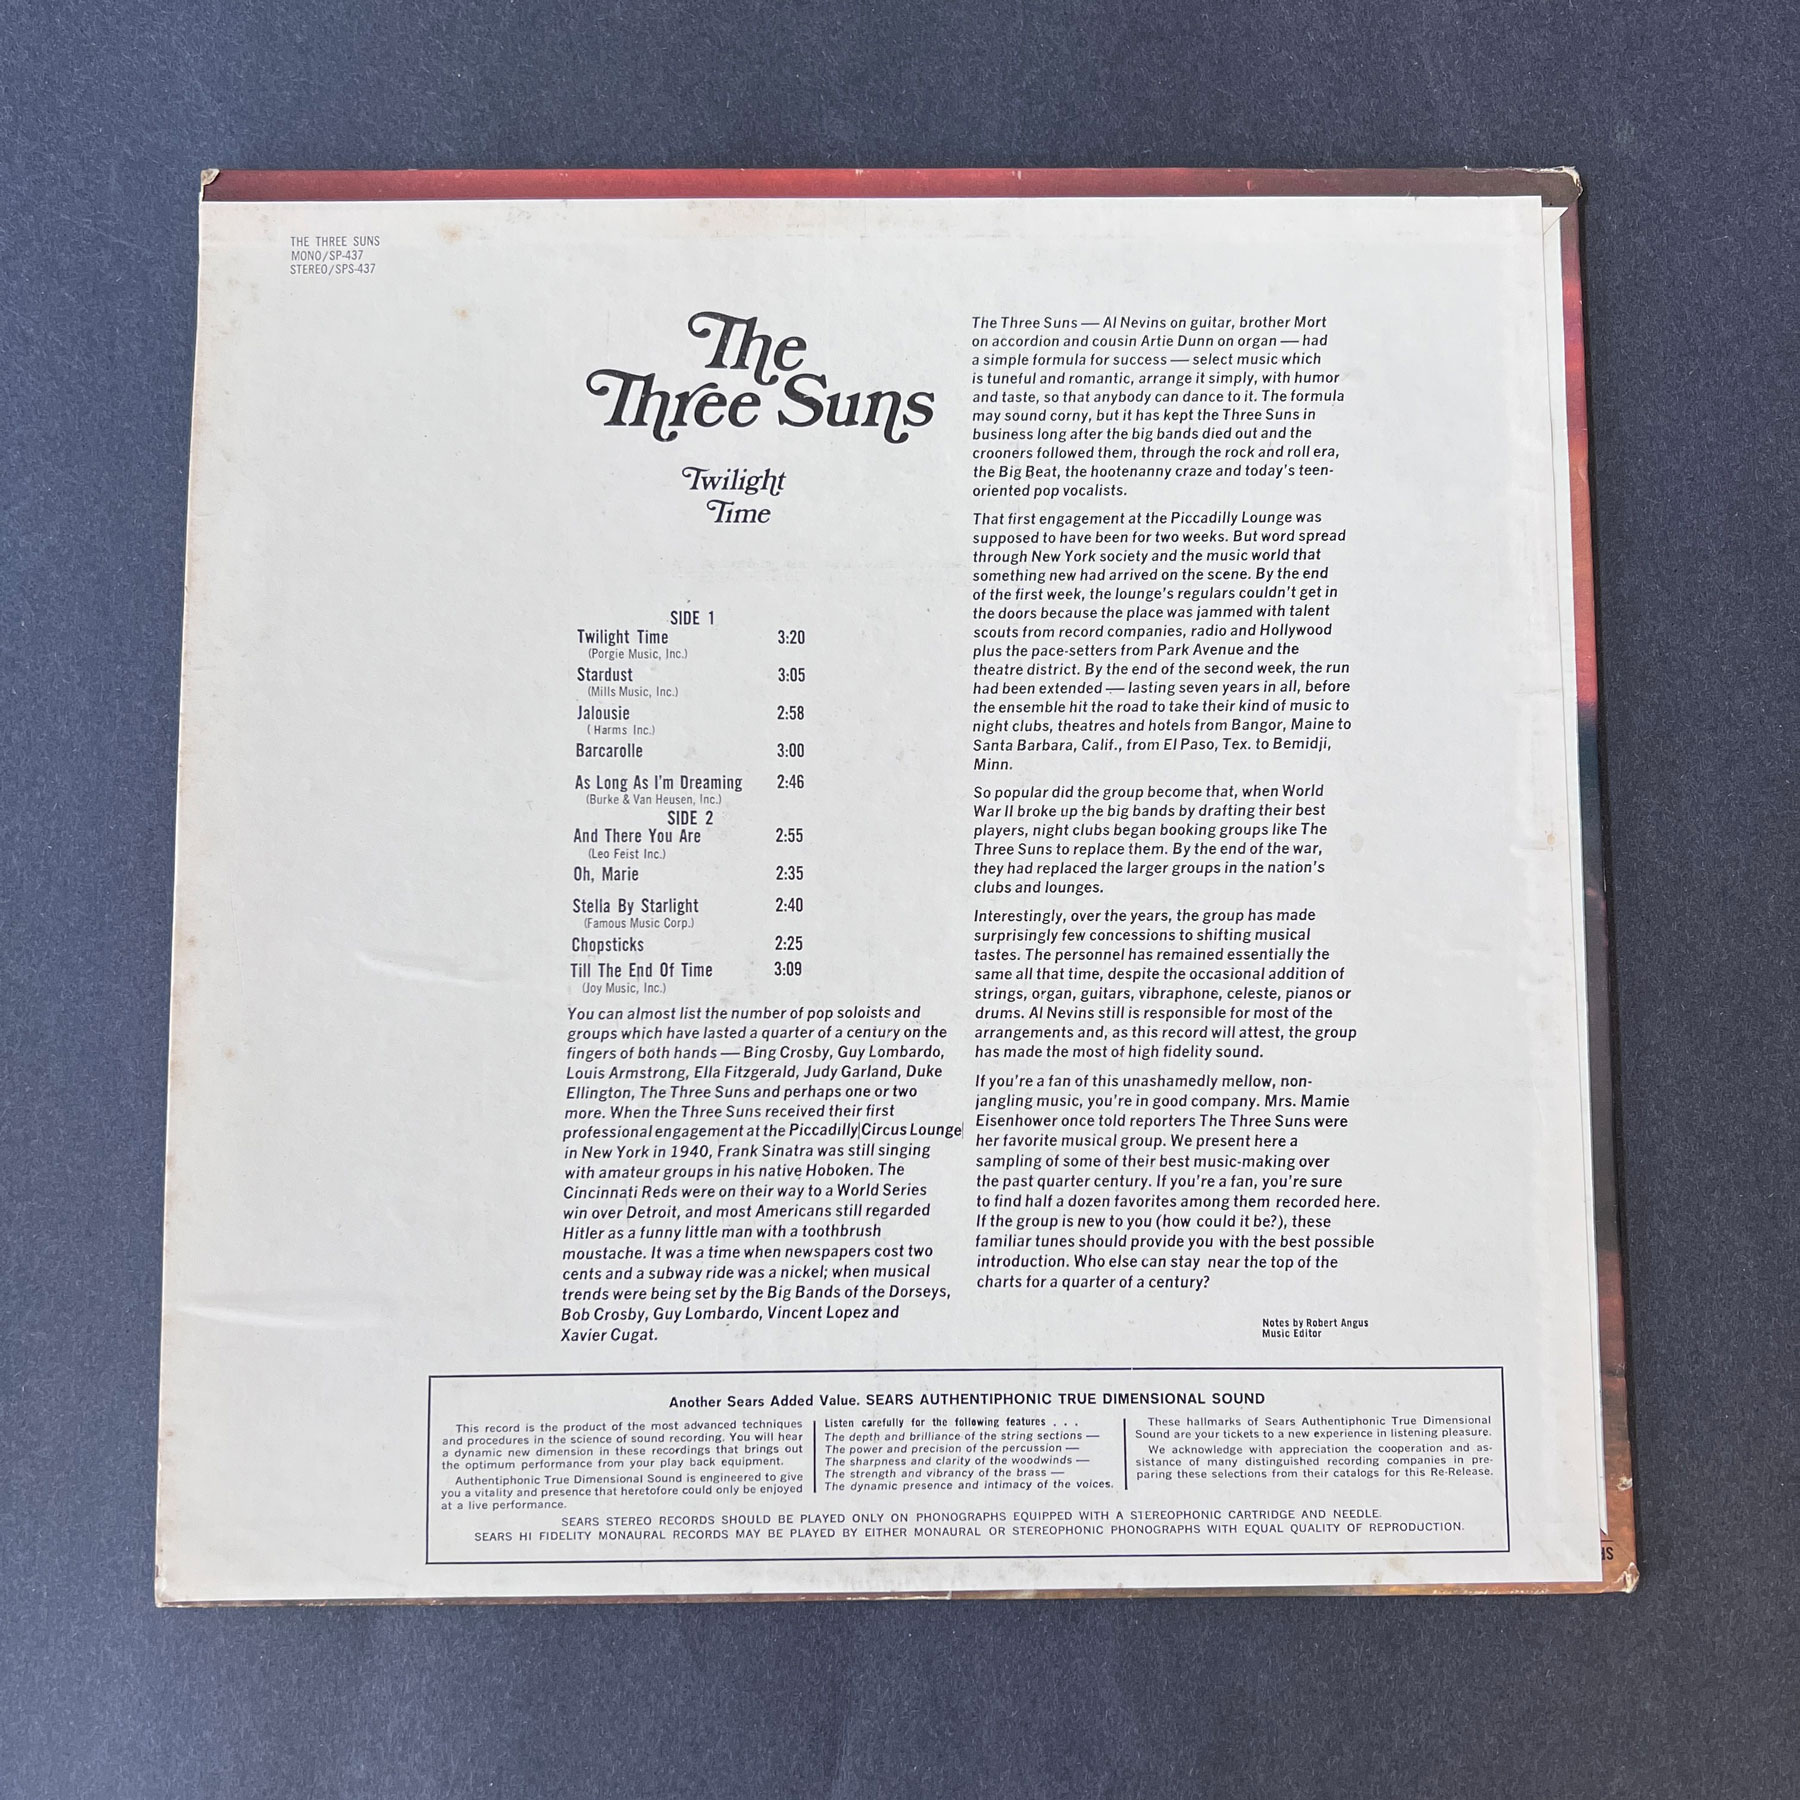 THE THREE SUNS
MONO/SP-437
STEREO/SPS-437
The
Three Suns
Twilight
Time
SIDE 1
Twilight Time 3:20
(Porgie Music, Inc.)
Stardust 3:05
(Mills Music, Inc.)
Jalousie 2:58
( Harms Inc.)
Barcarolle 3:00
As Long As I'm Dreaming 2:46
(Burke & Van Heusen, Inc.)
SIDE 2
And There You Are 2:55
(Leo Feist Inc.)
Oh, Marie 2:35
Stella By Starlight 2:40
(Famous Music Corp.)
Chopsticks 2:25
Till The End Of Time 3:09
(Joy Music, Inc.)
You can almost list the number of pop soloists and
groups which have lasted a quarter of a century on the
fingers of both hands — Bing Crosby, Guy Lombardo,
Louis Armstrong, Ella Fitzgerald, Judy Garland, Duke
Ellington, The Three Suns and perhaps one or two
more. When the Three Suns received their first
professional engagement at the Piccadilly Circus Lounge
in New York in 1940, Frank Sinatra was still singing
with amateur groups in his native Hoboken. The
Cincinnati Reds were on their way to a World Series
win over Detroit, and most Americans still regarded
Hitler as a funny little man with a toothbrush
moustache. It was a time when newspapers cost two
cents and a subway ride was a nickel; when musical
trends were being set by the Big Bands of the Dorseys,
Bob Crosby, Guy Lombardo, Vincent Lopez and
Xavier Cugat.
The Three Suns — Al Nevins on guitar, brother Mort
on accordion and cousin Artie Dunn on organ — had
a simple formula for success — select music which
is tuneful and romantic, arrange it simply, with humor
and taste, so that anybody can dance to it. The formula
may sound corny, but it has kept the Three Suns in
business long after the big bands died out and the
crooners followed them, through the rock and roll era,
the Big Beat, the hootenanny craze and today's teen-
oriented pop vocalists.
That first engagement at the Piccadilly Lounge was
supposed to have been for two weeks. But word spread
through New York society and the music world that
something new had arrived on the scene. By the end
of the first week, the lounge's regulars couldn't get in
the doors because the place was jammed with talent
scouts from record companies, radio and Hollywood
plus the pace-setters from Park Avenue and the
theatre district. By the end of the second week, the run
had been extended — lasting seven years in all, before
the ensemble hit the road to take their kind of music to
night clubs, theatres and hotels from Bangor, Maine to
Santa Barbara, Calif., from El Paso, Tex. to Bemidji,
Minn.
So popular did the group become that, when World
War II broke up the big bands by drafting their best
players, night clubs began booking groups like The
Three Suns to replace them. By the end of the war,
they had replaced the larger groups in the nation's
clubs and lounges.
Interestingly, over the years, the group has made
surprisingly few concessions to shifting musical
tastes. The personnel has remained essentially the
same all that time, despite the occasional addition of
strings, organ, guitars, vibraphone, celeste, pianos or
drums. Al Nevins still is responsible for most of the
arrangements and, as this record will attest, the group
has made the most of high fidelity sound.
If you're a fan of this unashamedly mellow, non-
jangling music, you're in good company. Mrs. Mamie
Eisenhower once told reporters The Three Suns were
her favorite musical group. We present here a
sampling of some of their best music-making over
the past quarter century. If you're a fan, you're sure
to find half a dozen favorites among them recorded here.
If the group is new to you (how could it be?), these
familiar tunes should provide you with the best possible
introduction. Who else can stay near the top of the
charts for a quarter of a century?
Notes by Robert Angus
Music Editor
Another Sears Added Value. SEARS AUTHENTIPHONIC TRUE DIMENSIONAL SOUND
This record is the product of the most advanced techniques
and procedures in the science of sound recording. You will hear
a dynamic new dimension in these recordings that brings out
the optimum performance from your play back equipment.
Authentiphonic True Dimensional Sound is engineered to give
you a vitality and presence that heretofore could only be enjoyed
at a live performance.
Listen carefully for the following features . . .
The depth and brilliance of the string sections —
The power and precision of the percussion —
The sharpness and clarity of the woodwinds —
The strength and vibrancy of the brass —
The dynamic presence and intimacy of the voices.
These hallmarks of Sears Authentiphonic True Dimensional
Sound are your tickets to a new experience in listening pleasure.
We acknowledge with appreciation the cooperation and as-
sistance of many distinguished recording companies in pre-
paring these selections from their catalogs for this Re-Release.
SEARS STEREO RECORDS SHOULD BE PLAYED ONLY ON PHONOGRAPHS EQUIPPED WITH A STEREOPHONIC CARTRIDGE AND NEEDLE.
SEARS HI FIDELITY MONAURAL RECORDS MAY BE PLAYED BY EITHER MONAURAL OR STEREOPHONIC PHONOGRAPHS WITH EQUAL QUALITY OF REPRODUCTION.